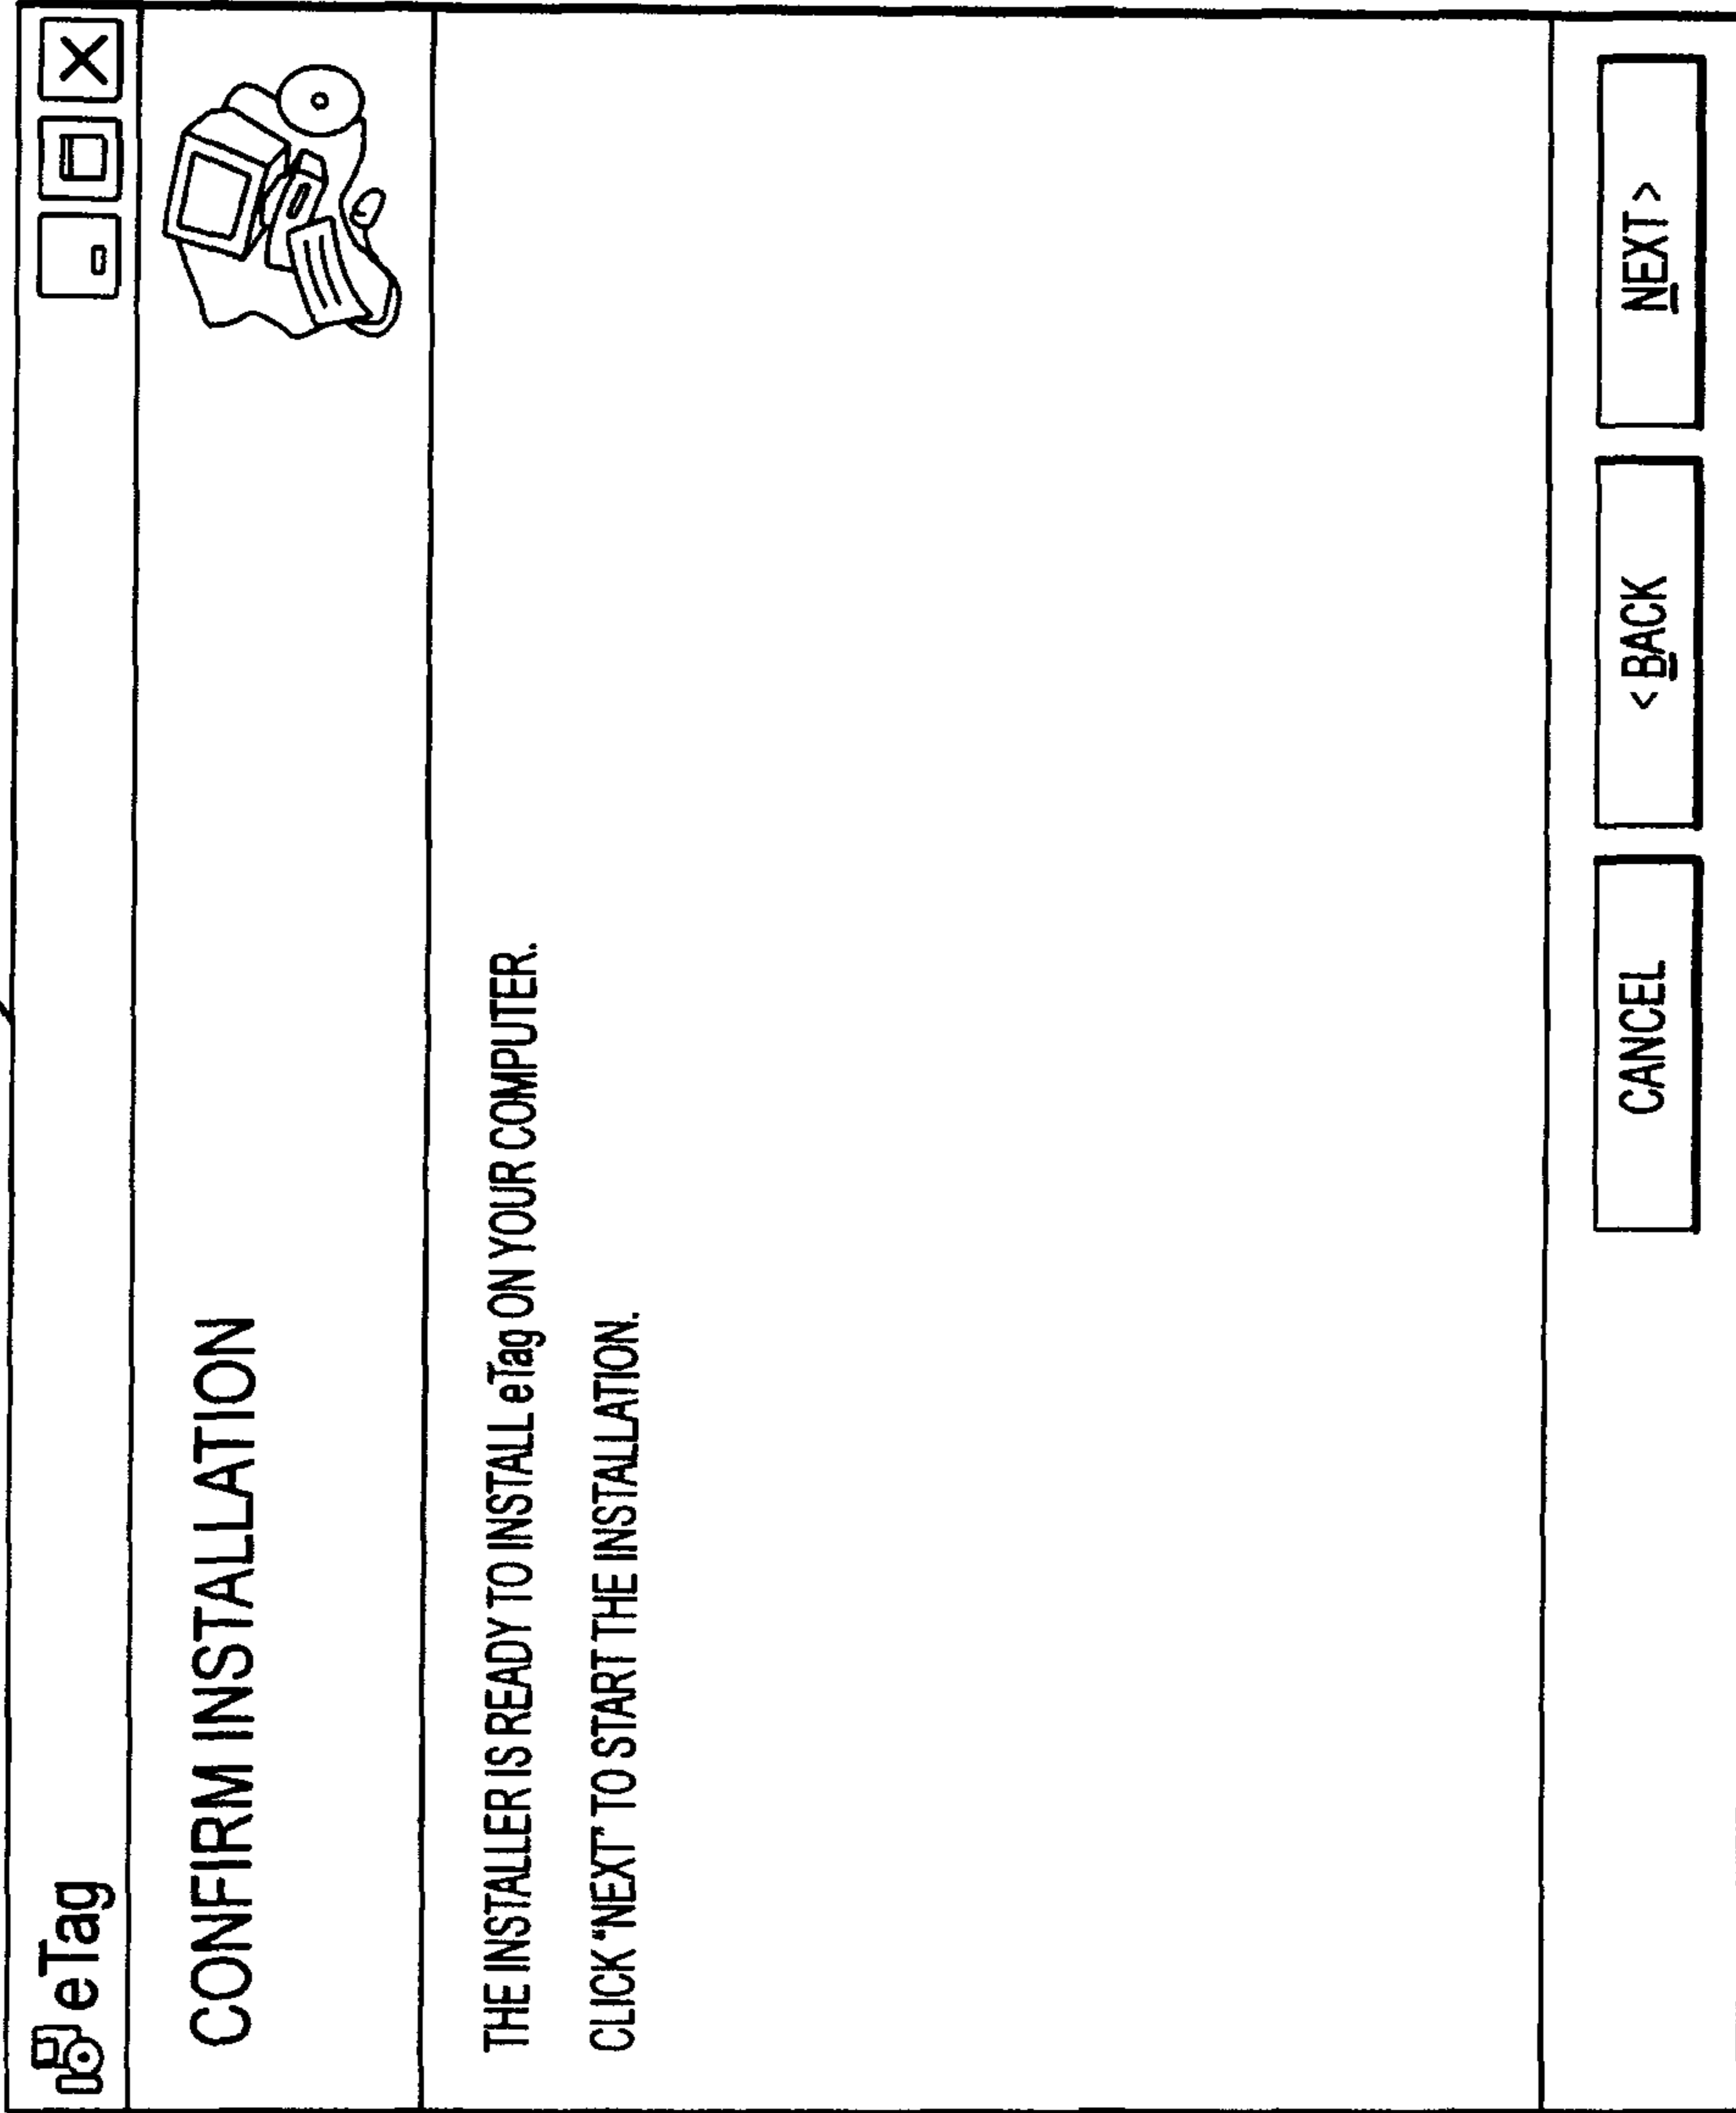 eTag
CONFIRM INSTALLATION
THE INSTALLER IS READY TO INSTALL eTag ON YOUR COMPUTER.
CLICK "NEXT" TO START THE INSTALLATION.
CANCEL
< BACK
NEXT >